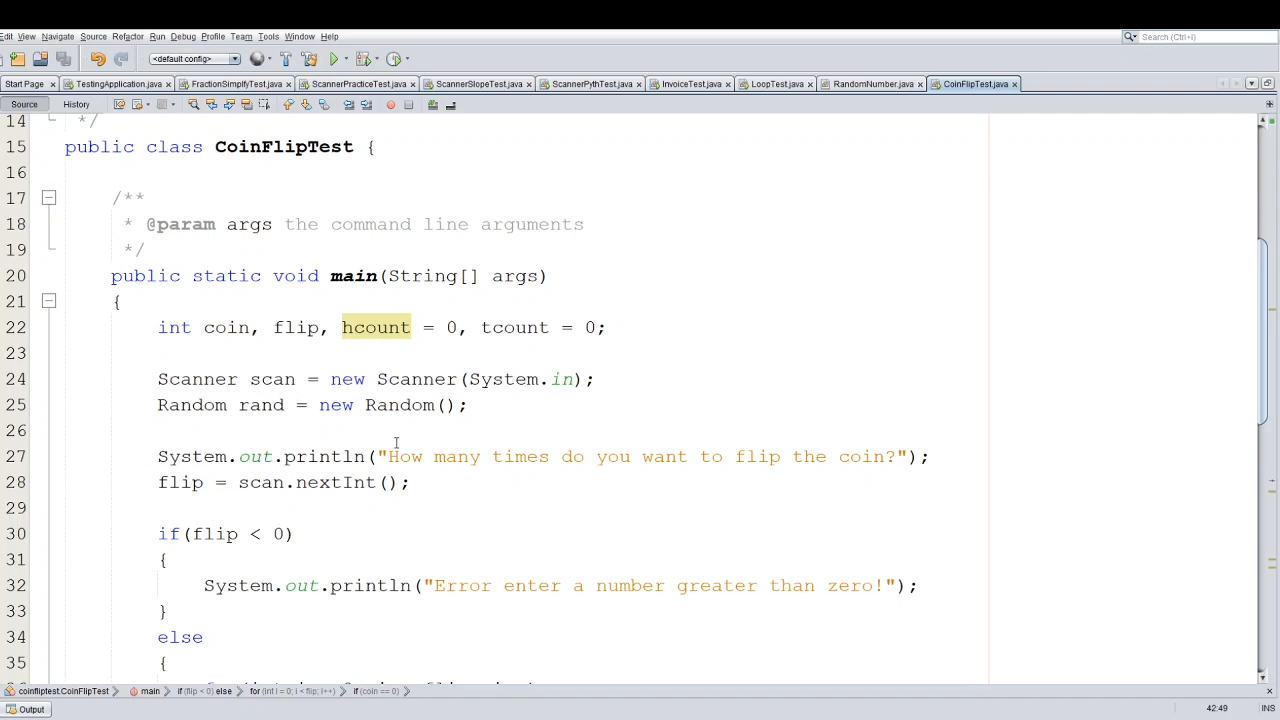 Edit View Navigate Source Refactor Run Debug Profile Team Tools Window Help Search (Ctrl+I)
<default config>
Start Page TestingApplication.java FractionSimplifyTest.java ScannerPracticeTest.java ScannerSlopeTest.java ScannerPythTest.java InvoiceTest.java LoopTest.java RandomNumber.java CoinFlipTest.java
Source History
14 */
15 public class CoinFlipTest {
16
17 /**
18 * @param args the command line arguments
19 */
20 public static void main(String[] args)
21 {
22 int coin, flip, hcount = 0, tcount = 0;
23
24 Scanner scan = new Scanner(System.in);
25 Random rand = new Random();
26
27 System.out.println("How many times do you want to flip the coin?");
28 flip = scan.nextInt();
29
30 if(flip < 0)
31 {
32 System.out.println("Error enter a number greater than zero!");
33 }
34 else
35 {
coinfliptest.CoinFlipTest main if (flip < 0) else for (int i = 0; i < flip; i++) if (coin == 0)
Output 42:49 INS